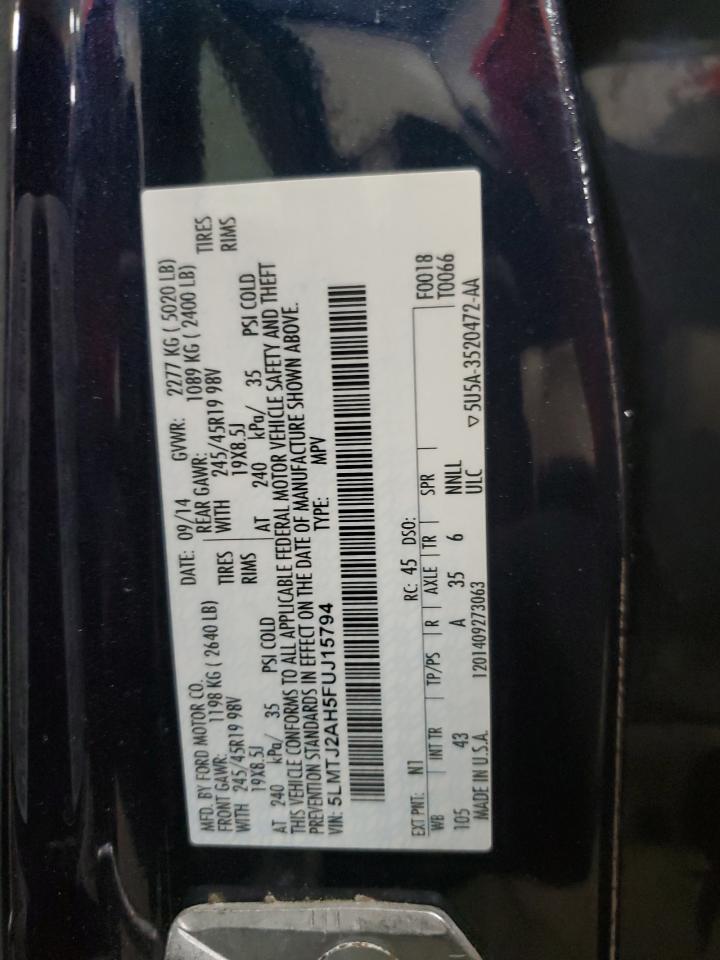 MFD. BY FORD MOTOR CO. DATE: 09/14 GVWR: 2277 KG ( 5020 LB)
FRONT GAWR: 1198 KG ( 2640 LB) REAR GAWR: 1089 KG ( 2400 LB)
WITH 245/45R19 98V TIRES WITH 245/45R19 98V TIRES
19X8.5J RIMS 19X8.5J RIMS
AT 240 kPa/ 35 PSI COLD AT 240 kPa/ 35 PSI COLD
THIS VEHICLE CONFORMS TO ALL APPLICABLE FEDERAL MOTOR VEHICLE SAFETY AND THEFT
PREVENTION STANDARDS IN EFFECT ON THE DATE OF MANUFACTURE SHOWN ABOVE.
VIN: 5LMTJ2AH5FUJ15794 TYPE: MPV
EXT PNT: N1 RC: 45 DSO: F0018
WB INT TR TP/PS R AXLE TR SPR T0066
105 43 A 35 6 NNLL
MADE IN U.S.A. 1201409273063 ULC ▽5U5A-3520472-AA